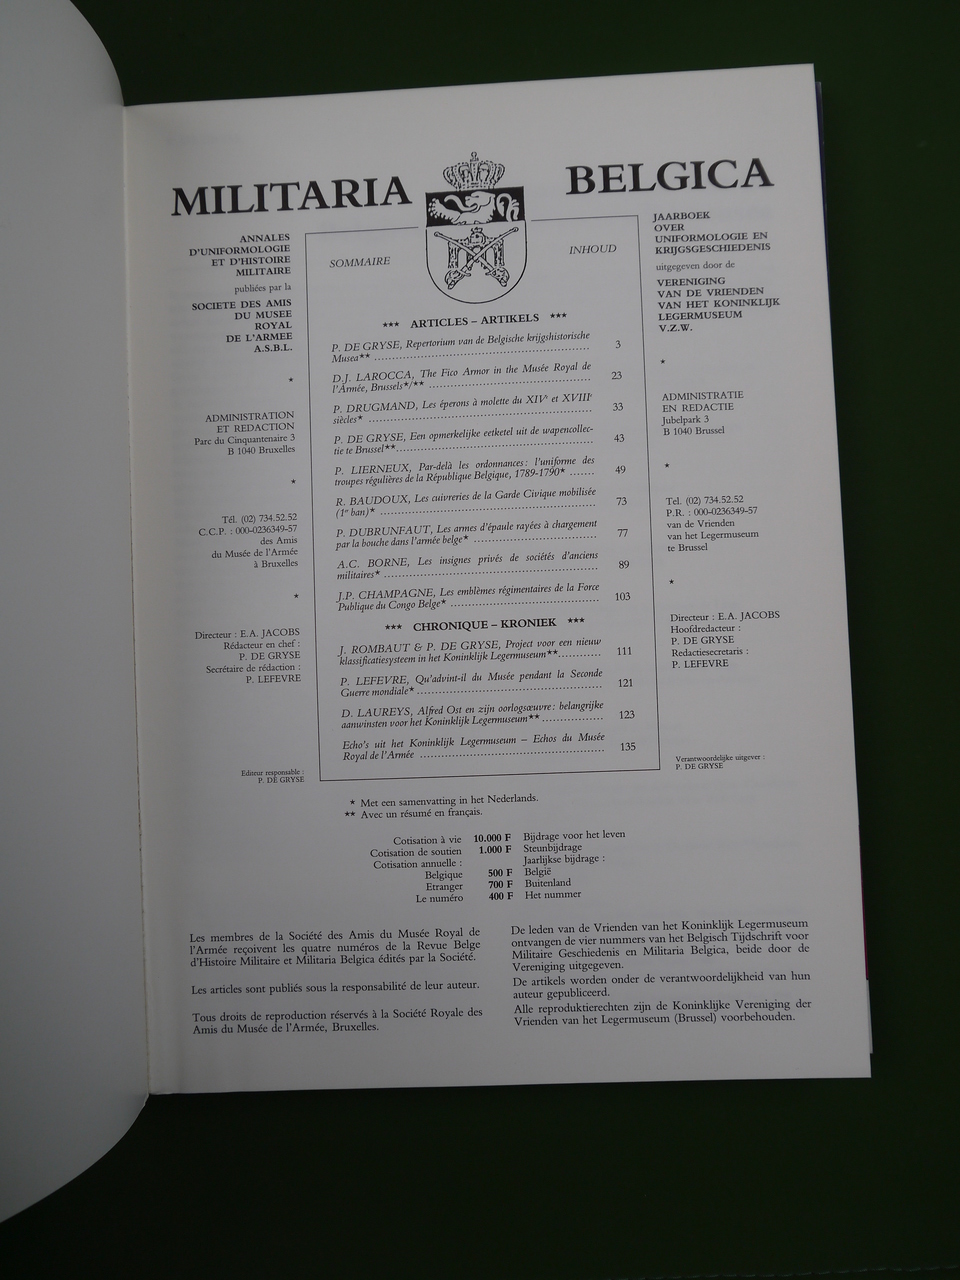 MILITARIA BELGICA
ANNALES
D'UNIFORMOLOGIE
ET D'HISTOIRE
MILITAIRE
publiées par la
SOCIETE DES AMIS
DU MUSEE
ROYAL
DE L'ARMEE
A.S.B.L.
*
ADMINISTRATION
ET REDACTION
Parc du Cinquantenaire 3
B 1040 Bruxelles
*
Tél. (02) 734.52.52
C.C.P. : 000-0236349-57
des Amis
du Musée de l'Armée
à Bruxelles
*
Directeur : E.A. JACOBS
Rédacteur en chef :
P. DE GRYSE
Secrétaire de rédaction :
P. LEFEVRE
Editeur responsable :
P. DE GRYSE
SOMMAIRE INHOUD
*** ARTICLES – ARTIKELS ***
P. DE GRYSE, Repertorium van de Belgische krijgshistorische
Musea** 3
D.J. LAROCCA, The Fico Armor in the Musée Royal de
l'Armée, Brussels*/** 23
P. DRUGMAND, Les éperons à molette du XIVe et XVIIIe
siècles* 33
P. DE GRYSE, Een opmerkelijke eetketel uit de wapencollec-
tie te Brussel** 43
P. LIERNEUX, Par-delà les ordonnances : l'uniforme des
troupes régulières de la République Belgique, 1789-1790* 49
R. BAUDOUX, Les cuivreries de la Garde Civique mobilisée
(1er ban)* 73
P. DUBRUNFAUT, Les armes d'épaule rayées à chargement
par la bouche dans l'armée belge* 77
A.C. BORNE, Les insignes privés de sociétés d'anciens
militaires* 89
J.P. CHAMPAGNE, Les emblèmes régimentaires de la Force
Publique du Congo Belge* 103
*** CHRONIQUE – KRONIEK ***
J. ROMBAUT & P. DE GRYSE, Project voor een nieuw
klassificatiesysteem in het Koninklijk Legermuseum** 111
P. LEFEVRE, Qu'advint-il du Musée pendant la Seconde
Guerre mondiale* 121
D. LAUREYS, Alfred Ost en zijn oorlogsœuvre : belangrijke
aanwinsten voor het Koninklijk Legermuseum** 123
Echo's uit het Koninklijk Legermuseum – Echos du Musée
Royal de l'Armée 135
JAARBOEK
OVER
UNIFORMOLOGIE EN
KRIJGSGESCHIEDENIS
uitgegeven door de
VERENIGING
VAN DE VRIENDEN
VAN HET KONINKLIJK
LEGERMUSEUM
V.Z.W.
*
ADMINISTRATIE
EN REDACTIE
Jubelpark 3
B 1040 Brussel
*
Tel. (02) 734.52.52
P.R. : 000-0236349-57
van de Vrienden
van het Legermuseum
te Brussel
*
Directeur : E.A. JACOBS
Hoofdredacteur :
P. DE GRYSE
Redactiesecretaris :
P. LEFEVRE
Verantwoordelijke uitgever :
P. DE GRYSE
* Met een samenvatting in het Nederlands.
** Avec un résumé en français.
Cotisation à vie 10.000 F Bijdrage voor het leven
Cotisation de soutien 1.000 F Steunbijdrage
Cotisation annuelle : Jaarlijkse bijdrage :
Belgique 500 F België
Etranger 700 F Buitenland
Le numéro 400 F Het nummer
Les membres de la Société des Amis du Musée Royal de
l'Armée reçoivent les quatre numéros de la Revue Belge
d'Histoire Militaire et Militaria Belgica édités par la Société.
Les articles sont publiés sous la responsabilité de leur auteur.
Tous droits de reproduction réservés à la Société Royale des
Amis du Musée de l'Armée, Bruxelles.
De leden van de Vrienden van het Koninklijk Legermuseum
ontvangen de vier nummers van het Belgisch Tijdschrift voor
Militaire Geschiedenis en Militaria Belgica, beide door de
Vereniging uitgegeven.
De artikels worden onder de verantwoordelijkheid van hun
auteur gepubliceerd.
Alle reproduktierechten zijn de Koninklijke Vereniging der
Vrienden van het Legermuseum (Brussel) voorbehouden.